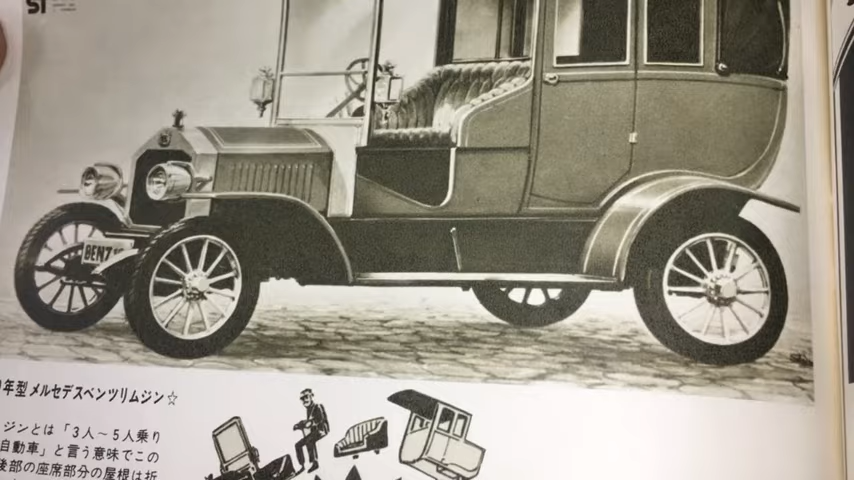 SI
BENZ
年型 メルセデスベンツリムジン☆
ジンとは「3人～5人乗り
自動車」と言う意味でこの
後部の座席部分の屋根は折